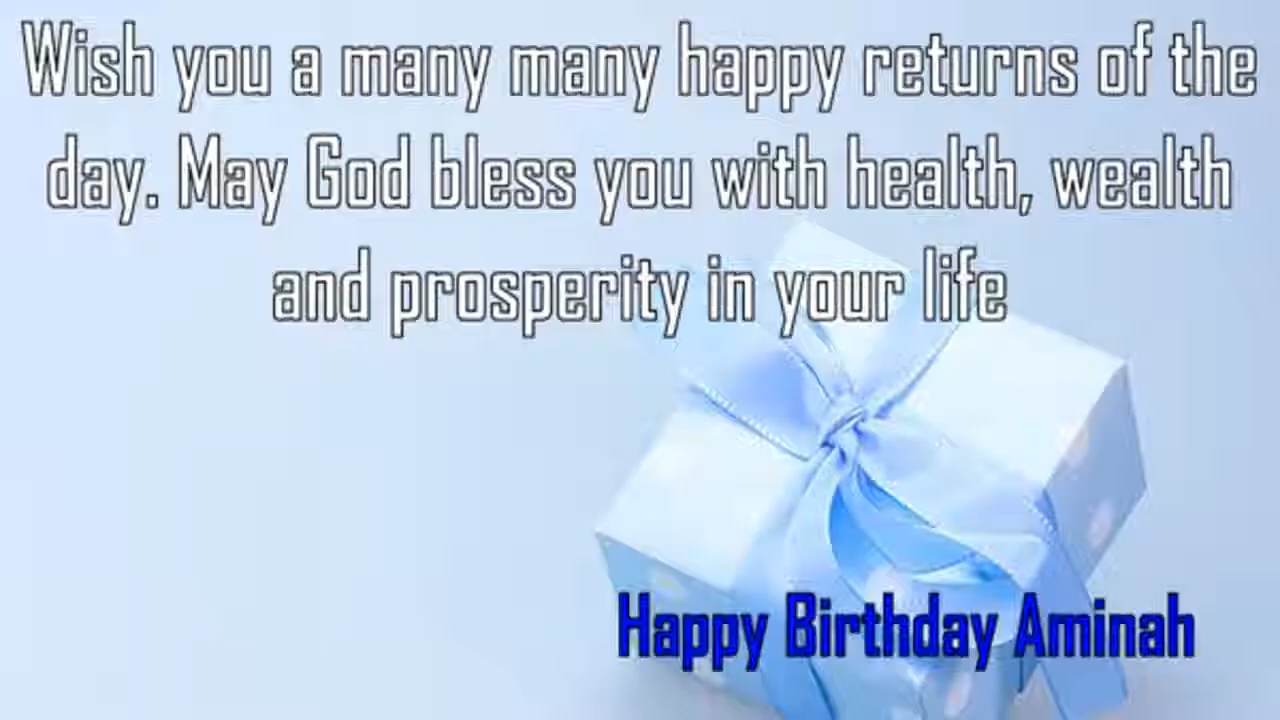 Wish you a many many happy returns of the
day. May God bless you with health, wealth
and prosperity in your life
Happy Birthday Aminah